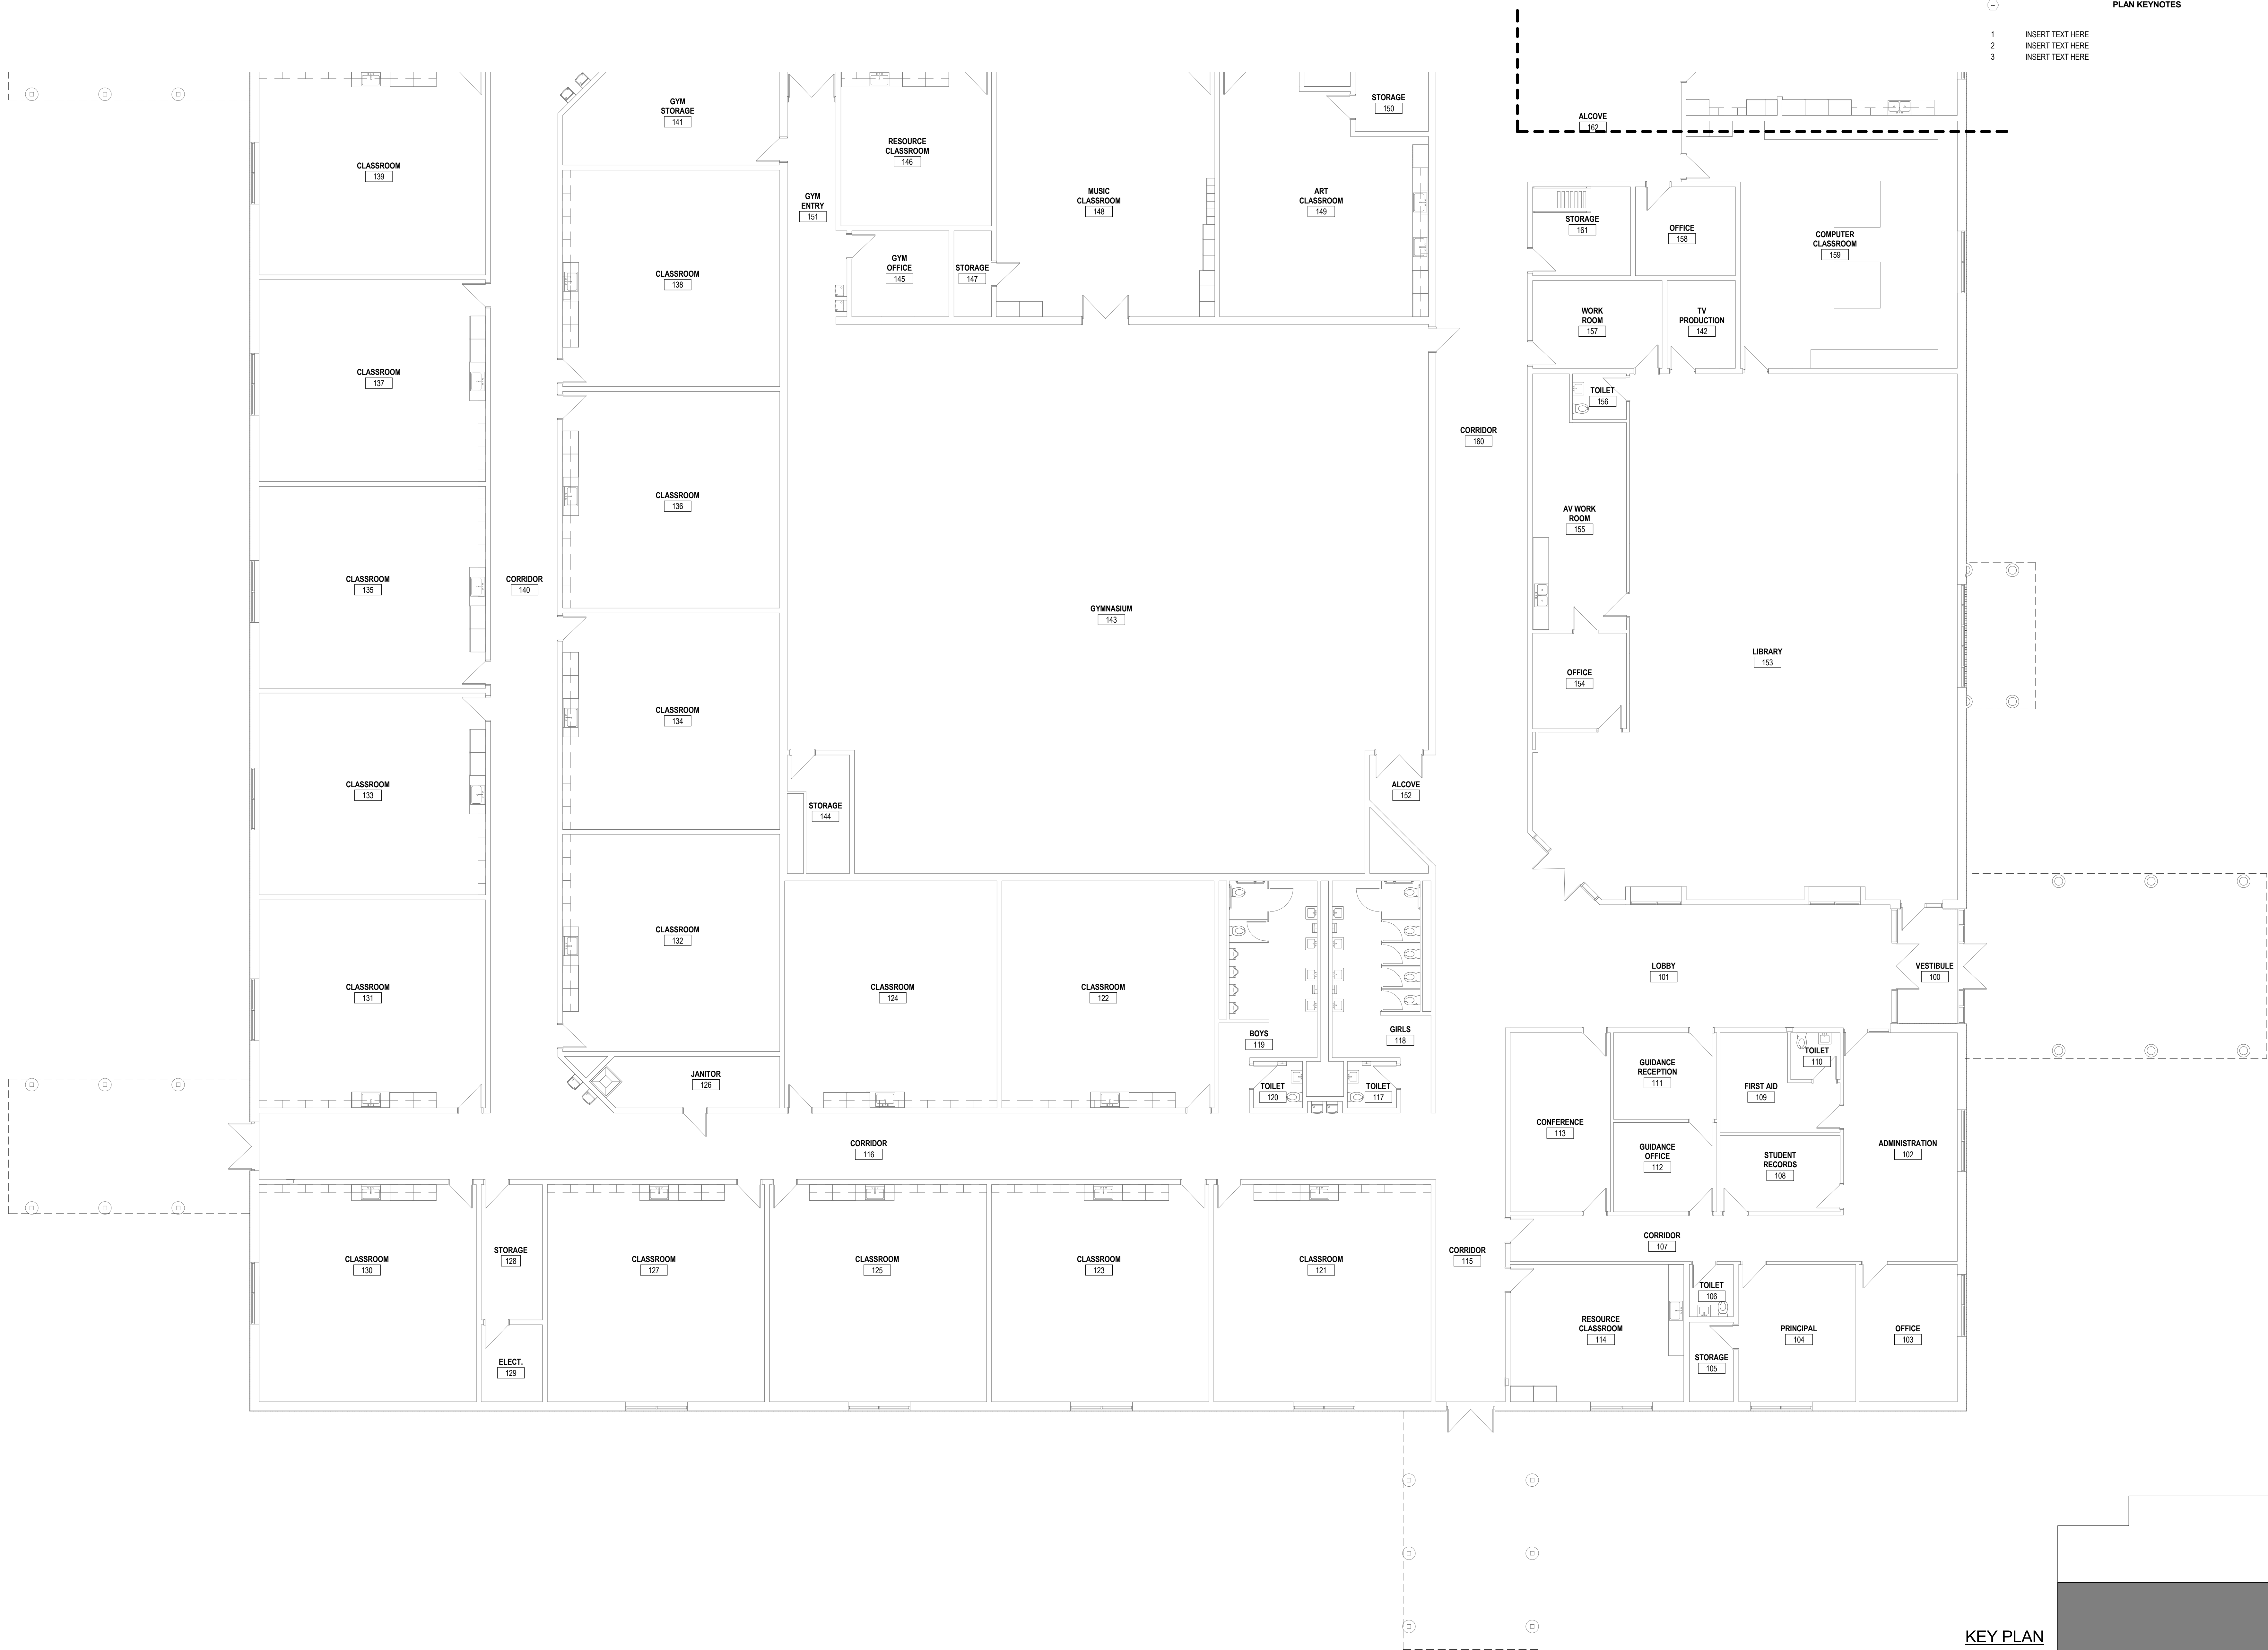 PLAN KEYNOTES
1 INSERT TEXT HERE
2 INSERT TEXT HERE
3 INSERT TEXT HERE
GYM
STORAGE
141
STORAGE
150
ALCOVE
162
CLASSROOM
139
RESOURCE
CLASSROOM
146
GYM
ENTRY
151
MUSIC
CLASSROOM
148
ART
CLASSROOM
149
STORAGE
161
OFFICE
158
COMPUTER
CLASSROOM
159
CLASSROOM
138
GYM
OFFICE
145
STORAGE
147
WORK
ROOM
157
TV
PRODUCTION
142
CLASSROOM
137
TOILET
156
CORRIDOR
160
CLASSROOM
136
AV WORK
ROOM
155
CLASSROOM
135
CORRIDOR
140
GYMNASIUM
143
LIBRARY
153
OFFICE
154
CLASSROOM
134
CLASSROOM
133
STORAGE
144
ALCOVE
152
CLASSROOM
132
CLASSROOM
131
CLASSROOM
124
CLASSROOM
122
LOBBY
101
VESTIBULE
100
BOYS
119
GIRLS
118
JANITOR
126
TOILET
120
TOILET
117
GUIDANCE
RECEPTION
111
TOILET
110
FIRST AID
109
CONFERENCE
113
CORRIDOR
116
GUIDANCE
OFFICE
112
STUDENT
RECORDS
108
ADMINISTRATION
102
CORRIDOR
107
CLASSROOM
130
STORAGE
128
CLASSROOM
127
CLASSROOM
125
CLASSROOM
123
CLASSROOM
121
CORRIDOR
115
TOILET
106
RESOURCE
CLASSROOM
114
PRINCIPAL
104
OFFICE
103
ELECT.
129
STORAGE
105
KEY PLAN